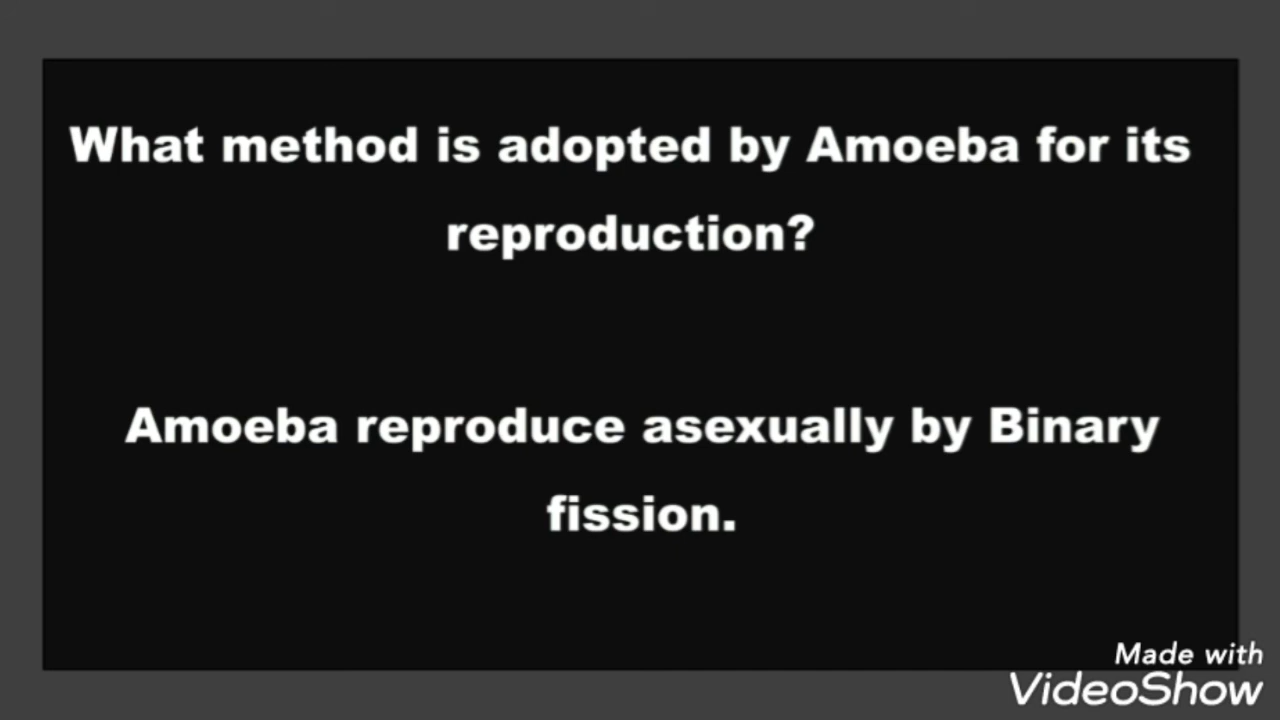 What method is adopted by Amoeba for its
reproduction?
Amoeba reproduce asexually by Binary
fission.
Made with
VideoShow